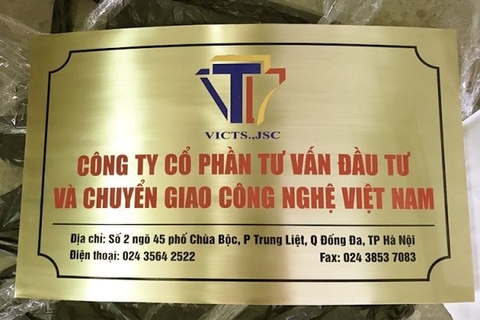 VICTS.,JSC
CÔNG TY CỔ PHẦN TƯ VẤN ĐẦU TƯ
VÀ CHUYỂN GIAO CÔNG NGHỆ VIỆT NAM
Địa chỉ: Số 2 ngõ 45 phố Chùa Bộc, P Trung Liệt, Q Đống Đa, TP Hà Nội
Điện thoại: 024 3564 2522 Fax: 024 3853 7083